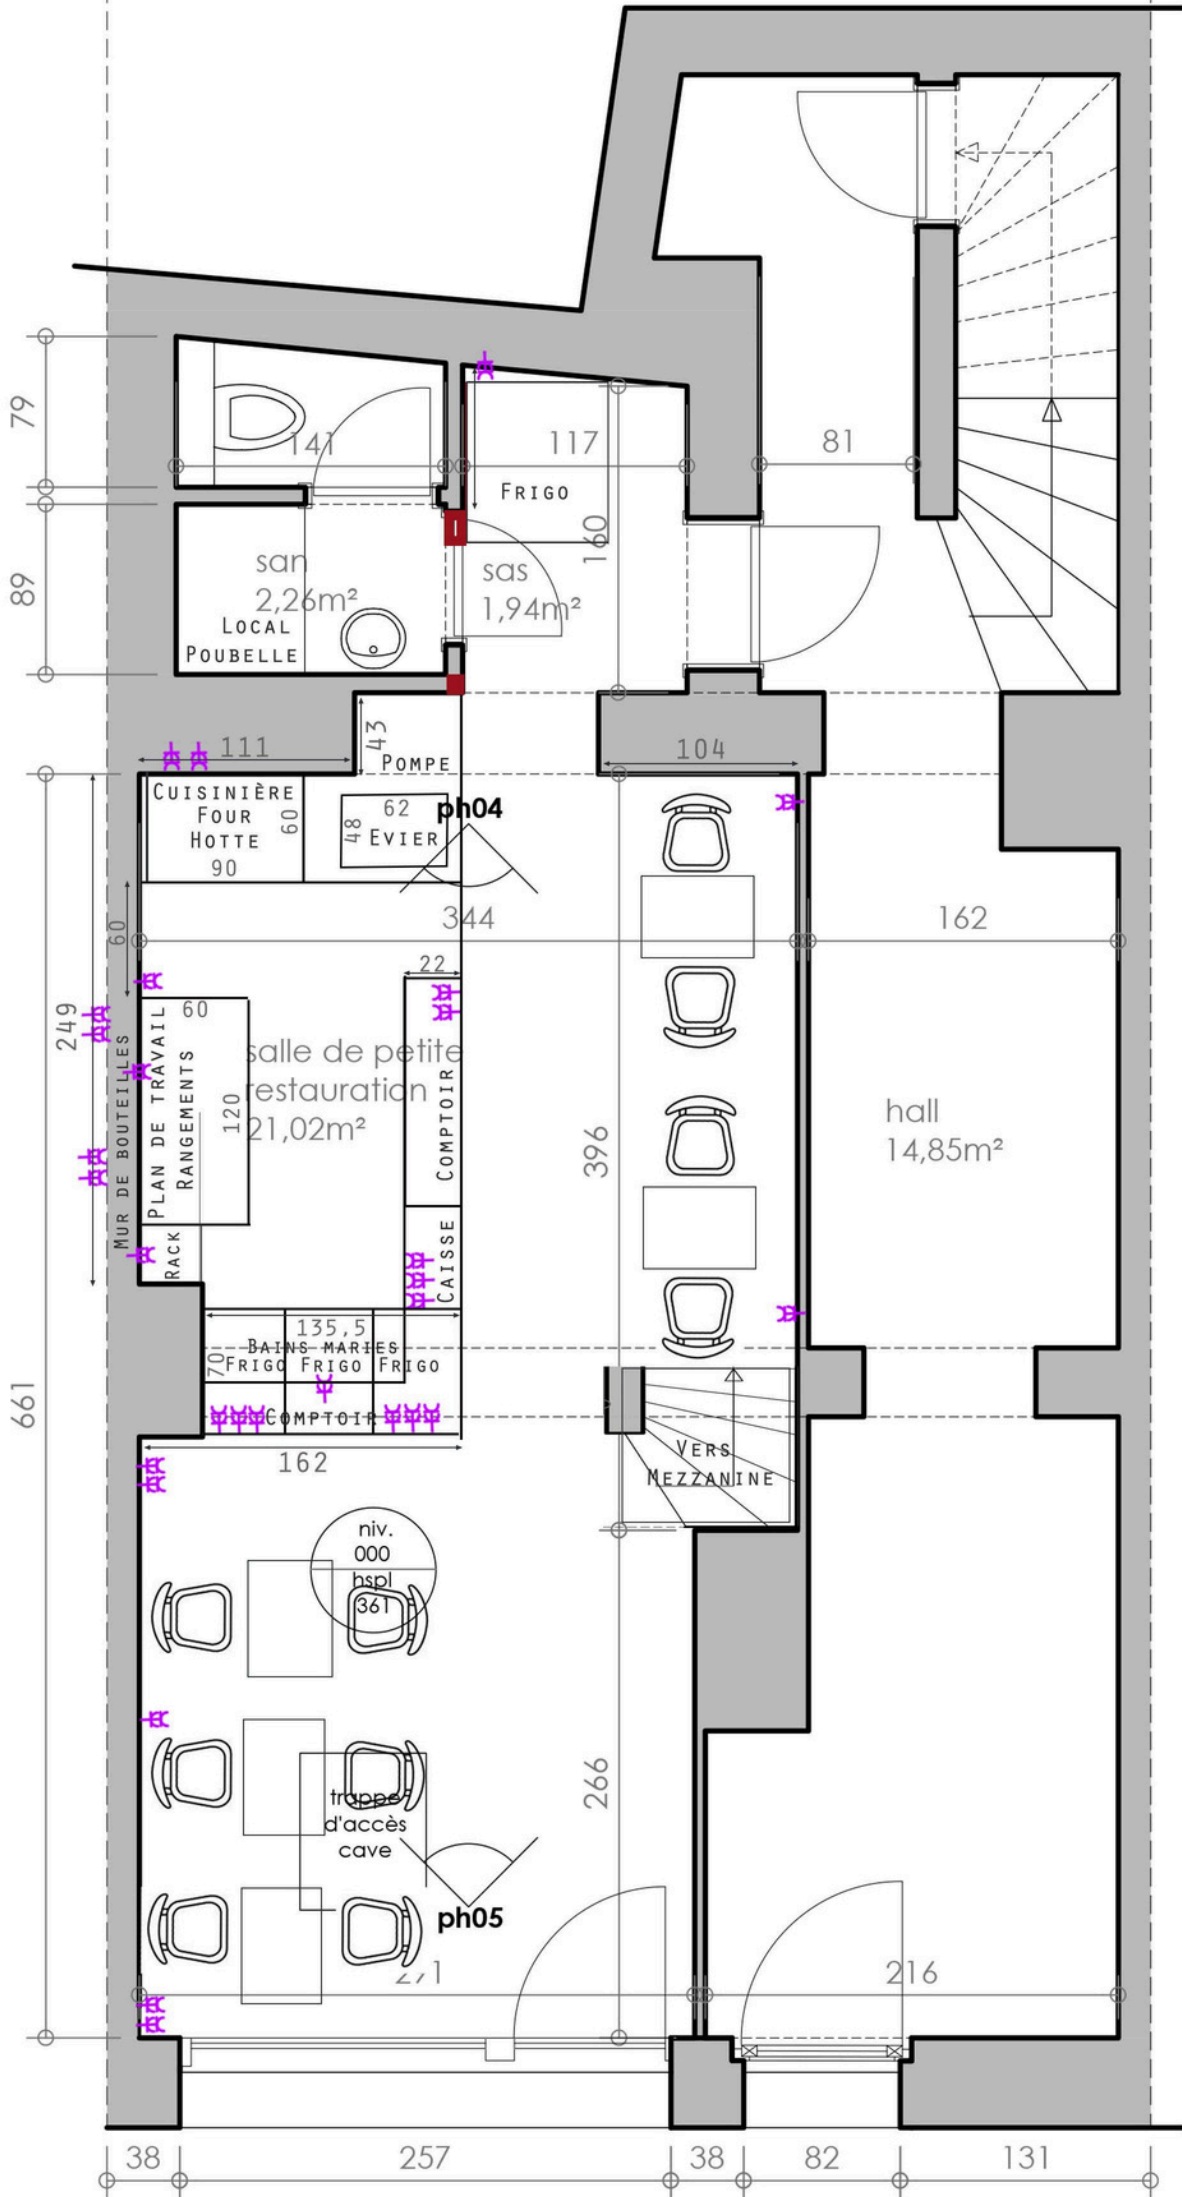 79
141
117
81
FRIGO
160
san
2,26m²
sas
1,94m²
LOCAL
POUBELLE
89
111
43
POMPE
104
CUISINIÈRE
FOUR
HOTTE
90
60
62
48
EVIER
ph04
344
162
60
22
249
MUR DE BOUTEILLES
60
PLAN DE TRAVAIL
RANGEMENTS
120
salle de petite
restauration
21,02m²
COMPTOIR
396
hall
14,85m²
RACK
CAISSE
135,5
BAINS MARIES
70
FRIGO
FRIGO
FRIGO
COMPTOIR
661
162
VERS
MEZZANINE
niv.
000
hspl
361
266
trappe
d'accès
cave
ph05
216
38
257
38
82
131